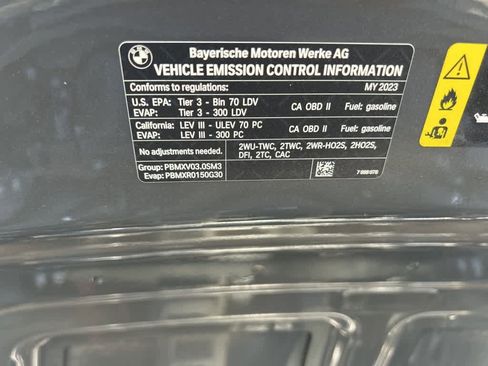 BMW
Bayerische Motoren Werke AG
VEHICLE EMISSION CONTROL INFORMATION
Conforms to regulations: MY 2023
U.S. EPA: Tier 3 - Bin 70 LDV CA OBD II Fuel: gasoline
EVAP: Tier 3 - 300 LDV
California: LEV III - ULEV 70 PC CA OBD II Fuel: gasoline
EVAP: LEV III - 300 PC
No adjustments needed. 2WU-TWC, 2TWC, 2WR-HO2S, 2HO2S,
DFI, 2TC, CAC
Group: PBMXV03.0SM3
Evap: PBMXR0150G30